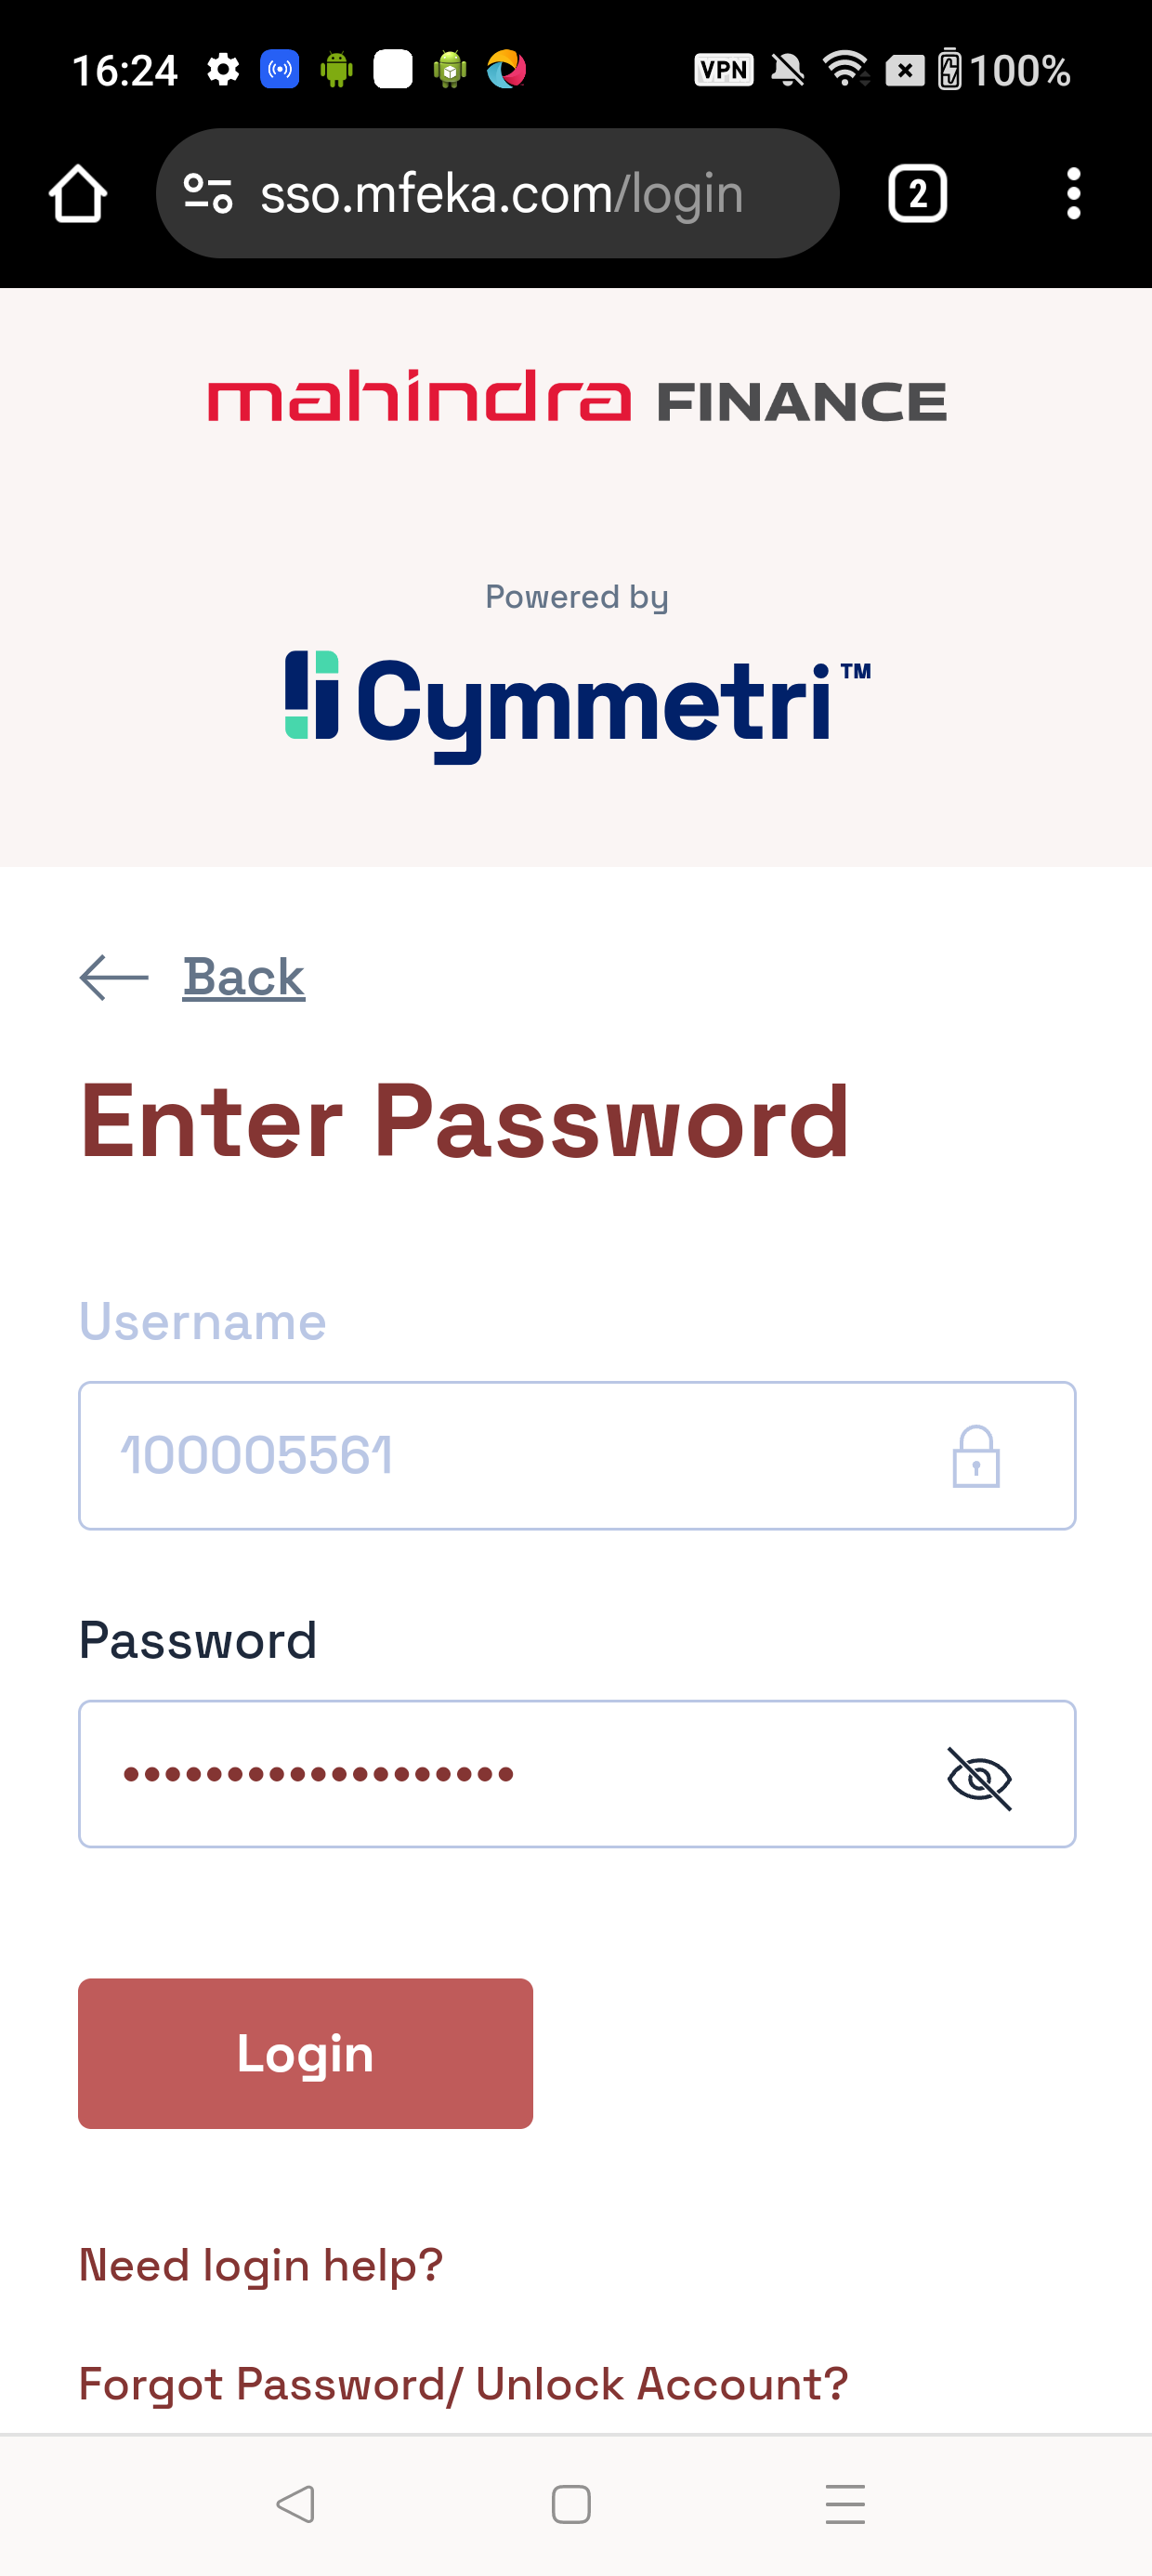 16:24 VPN 100%
sso.mfeka.com/login 2
mahindra FINANCE
Powered by
Cymmetri™
Back
Enter Password
Username
100005561
Password
•••••••••••••••••••
Login
Need login help?
Forgot Password/ Unlock Account?